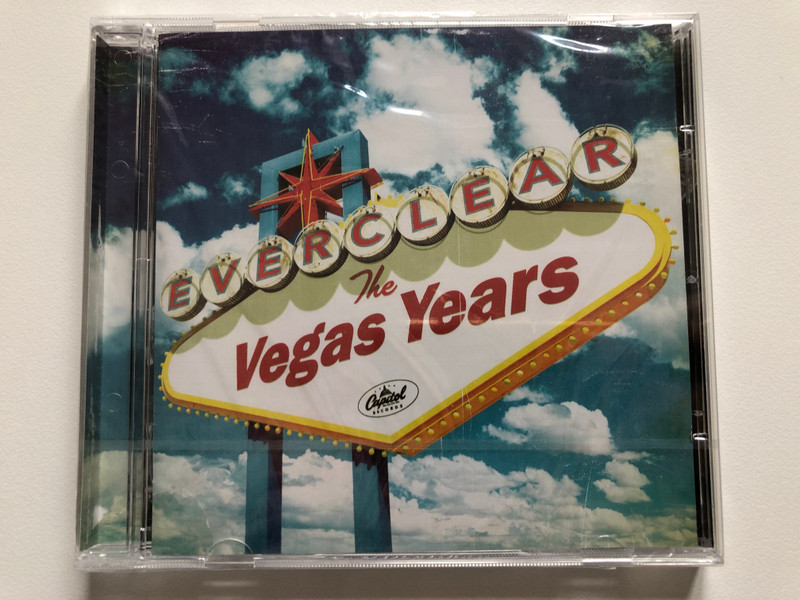 EVERCLEAR
The
Vegas Years
Capitol
RECORDS